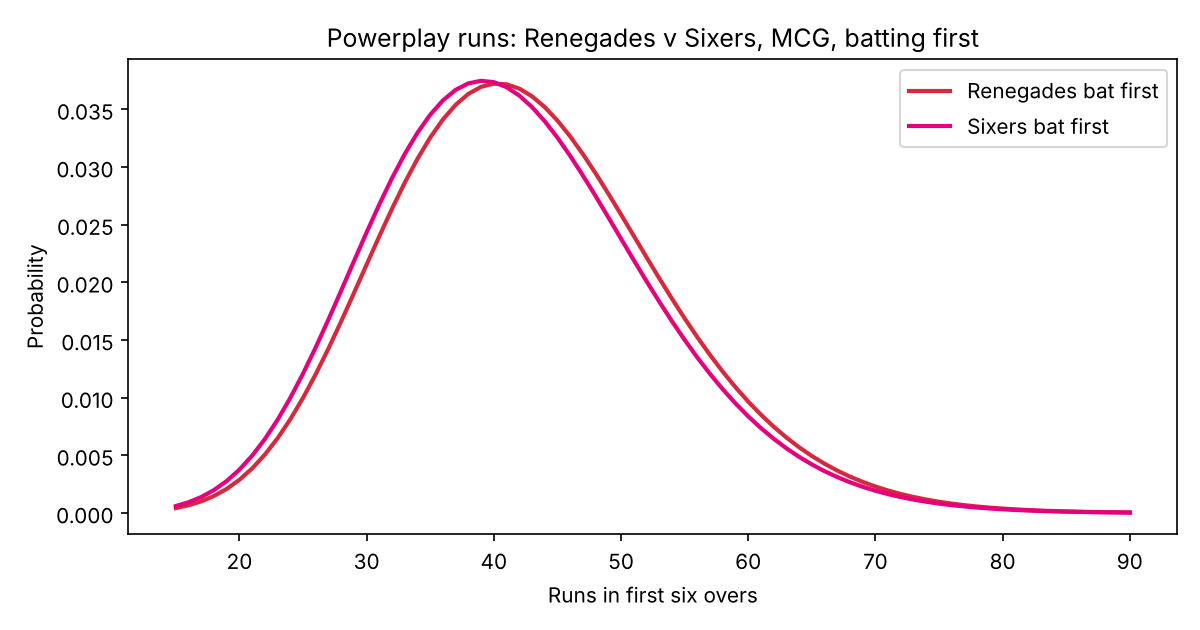 Powerplay runs: Renegades v Sixers, MCG, batting first
Renegades bat first
Sixers bat first
Probability
0.035
0.030
0.025
0.020
0.015
0.010
0.005
0.000
20 30 40 50 60 70 80 90
Runs in first six overs